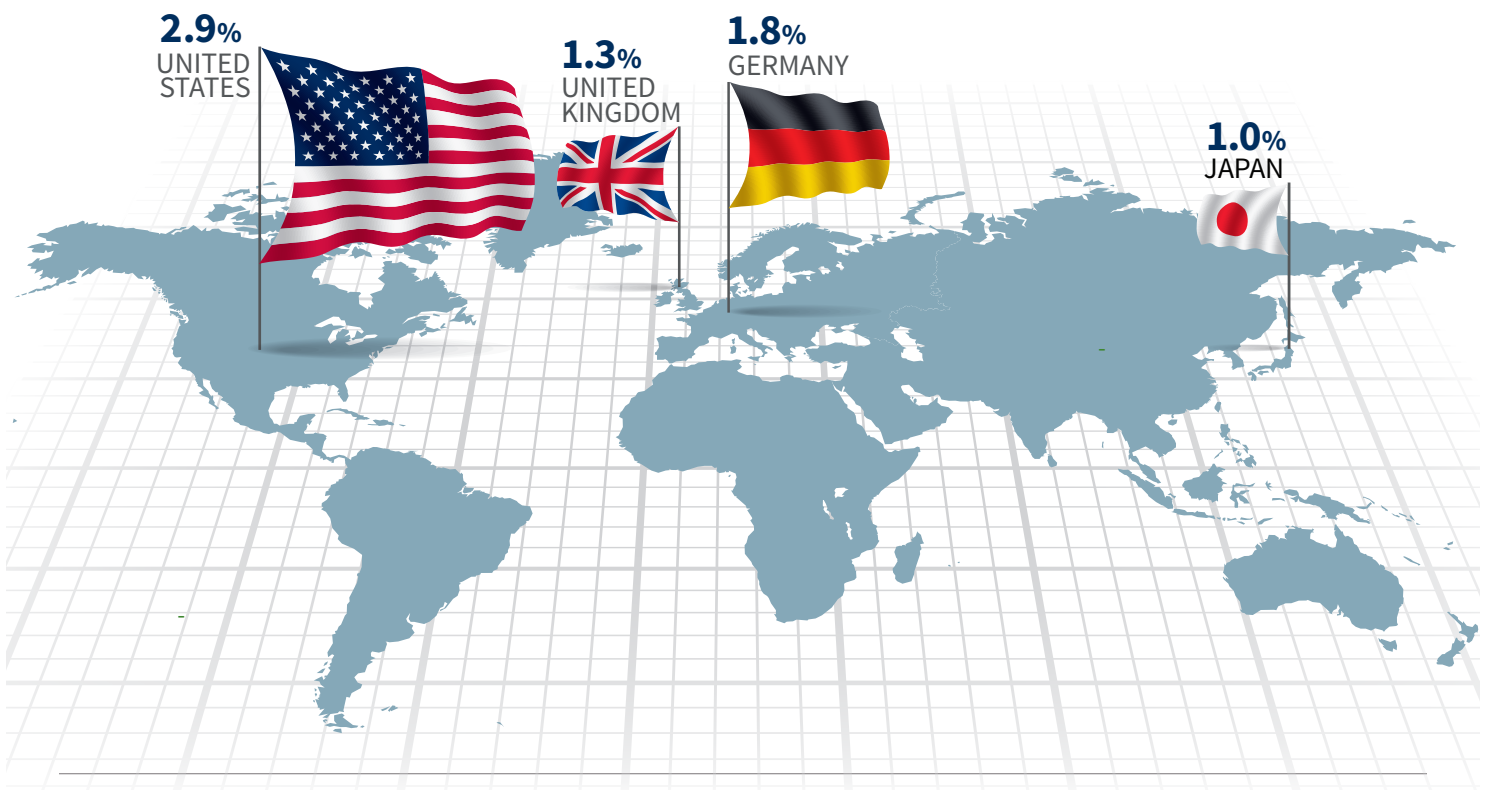 2.9%
UNITED
STATES
1.3%
UNITED
KINGDOM
1.8%
GERMANY
1.0%
JAPAN